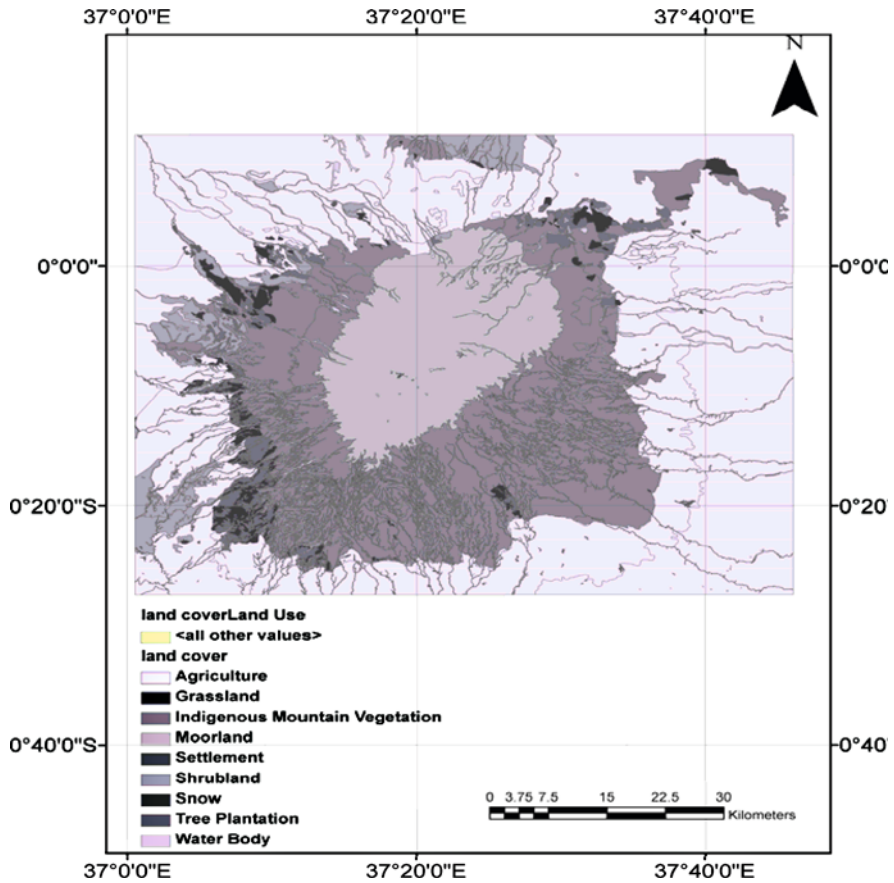 37°0'0"E 37°20'0"E 37°40'0"E
N
0°0'0" 0°0'0
0°20'0"S 0°20
land coverLand Use
<all other values>
land cover
Agriculture
Grassland
Indigenous Mountain Vegetation
Moorland
0°40'0"S 0°40
Settlement
Shrubland
Snow
Tree Plantation
Water Body
0 3.75 7.5 15 22.5 30
Kilometers
37°0'0"E 37°20'0"E 37°40'0"E